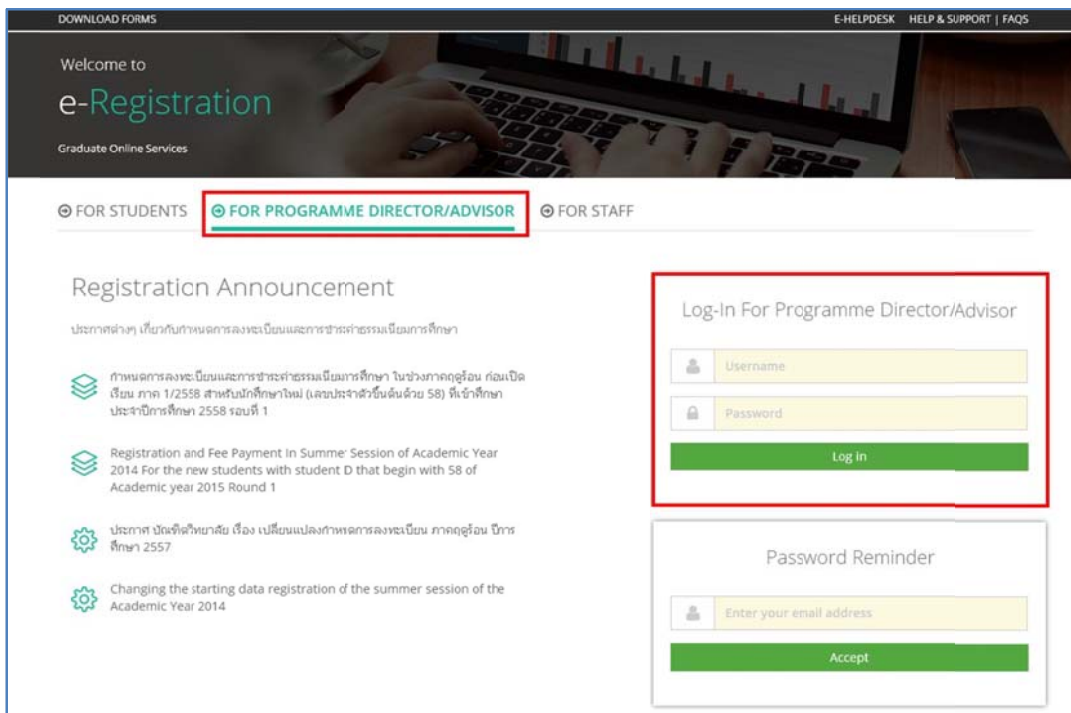 DOWNLOAD FORMS
E-HELPDESK HELP & SUPPORT | FAQS
Welcome to
e-Registration
Graduate Online Services
FOR STUDENTS
FOR PROGRAMME DIRECTOR/ADVISOR
FOR STAFF
Registration Announcement
ประกาศต่างๆ เกี่ยวกับกำหนดการลงทะเบียนและการชำระค่าธรรมเนียมการศึกษา
กำหนดการลงทะเบียนและการชำระค่าธรรมเนียมการศึกษา ในช่วงภาคฤดูร้อน ก่อนเปิด
เรียน ภาค 1/2558 สำหรับนักศึกษาใหม่ (เลขประจำตัวขึ้นต้นด้วย 58) ที่เข้าศึกษา
ประจำปีการศึกษา 2558 รอบที่ 1
Registration and Fee Payment In Summer Session of Academic Year
2014 For the new students with student D that begin with 58 of
Academic year 2015 Round 1
ประกาศ บัณฑิตวิทยาลัย เรื่อง เปลี่ยนแปลงกำหนดการลงทะเบียน ภาคฤดูร้อน ปีการ
ศึกษา 2557
Changing the starting data registration of the summer session of the
Academic Year 2014
Log-In For Programme Director/Advisor
Username
Password
Log in
Password Reminder
Enter your email address
Accept